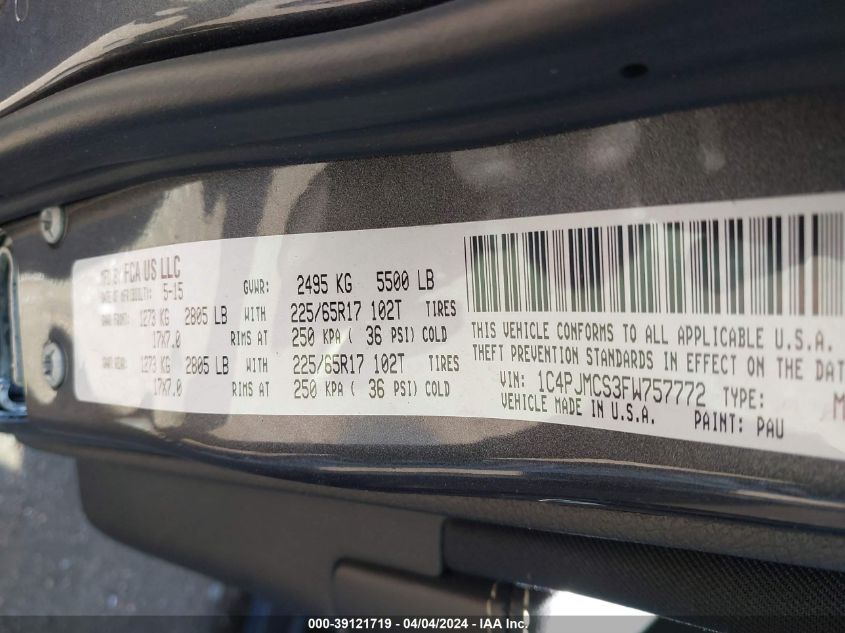 MFD BY FCA US LLC
DATE OF MFR 5-15
GVWR: 2495 KG 5500 LB
GAWR FRONT: 1273 KG 2805 LB WITH 225/65R17 102T TIRES
17X7.0 RIMS AT 250 KPA ( 36 PSI) COLD
GAWR REAR: 1273 KG 2805 LB WITH 225/65R17 102T TIRES
17X7.0 RIMS AT 250 KPA ( 36 PSI) COLD
THIS VEHICLE CONFORMS TO ALL APPLICABLE U.S.A.
THEFT PREVENTION STANDARDS IN EFFECT ON THE DAT
VIN: 1C4PJMCS3FW757772 TYPE: M
VEHICLE MADE IN U.S.A. PAINT: PAU
000-39121719 - 04/04/2024 - IAA Inc.